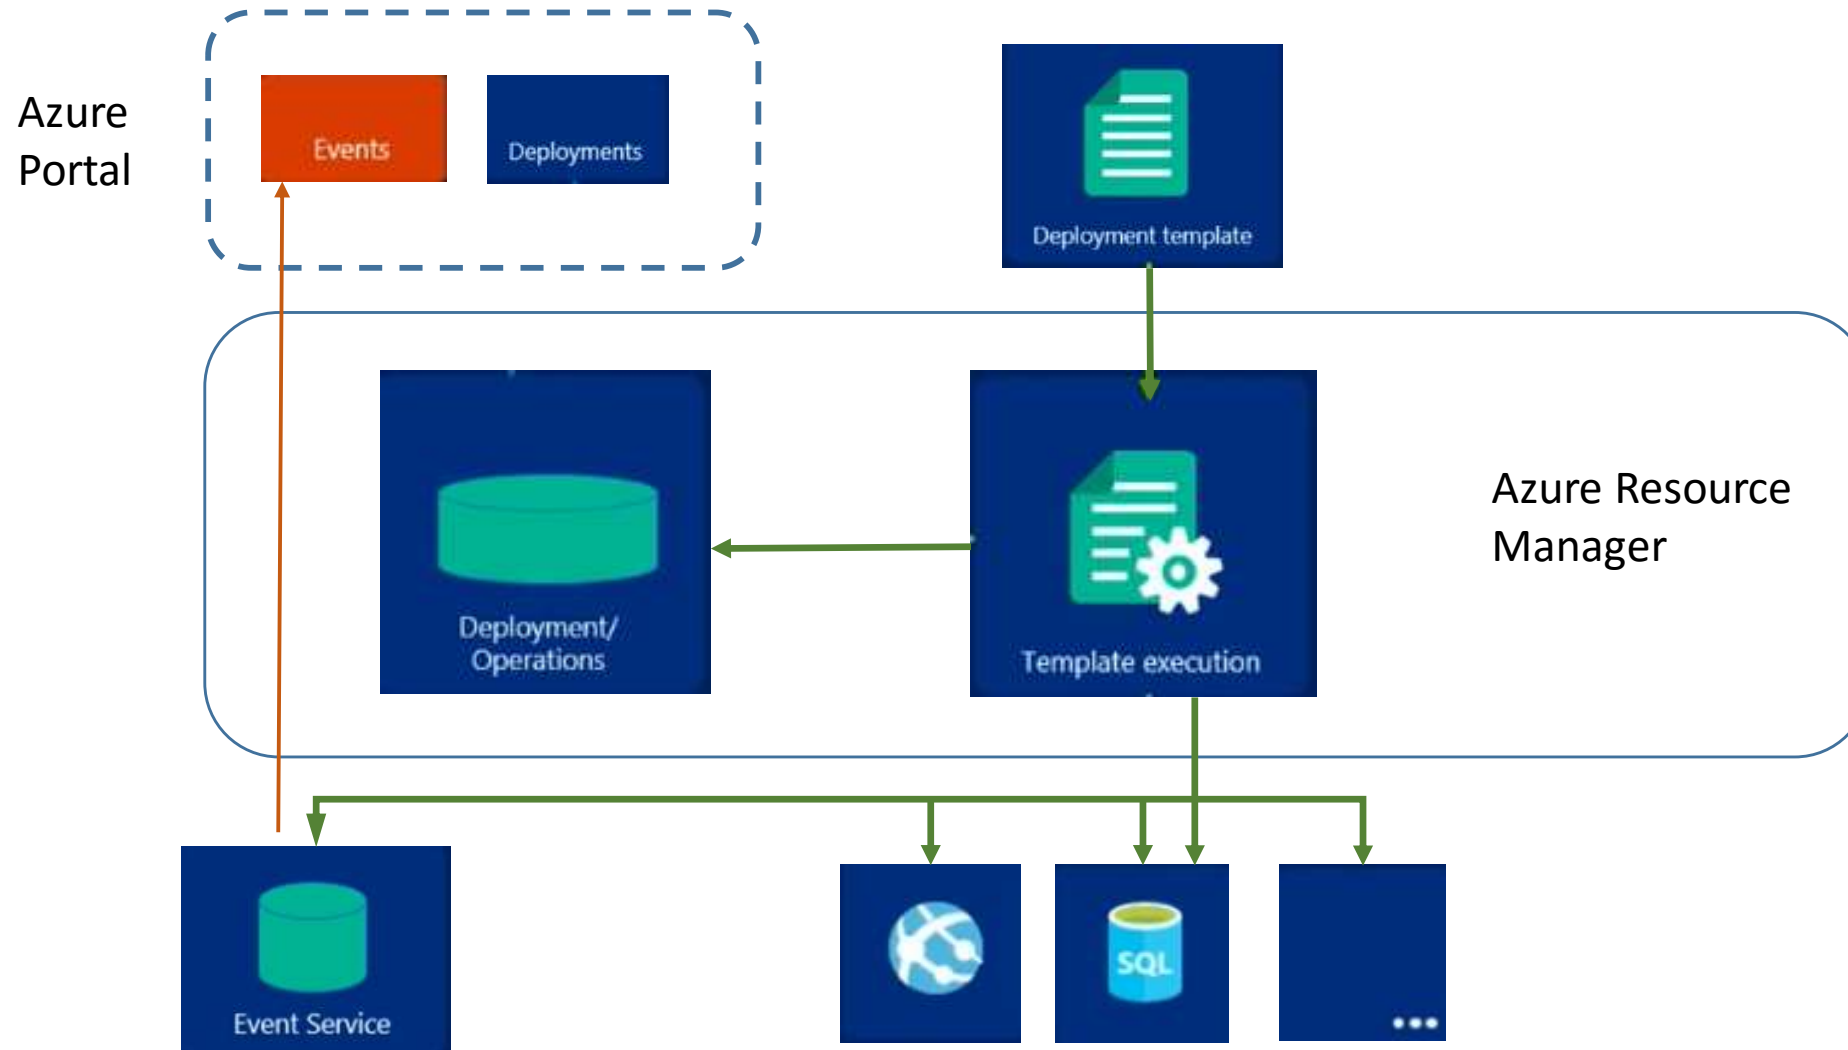 Azure
Portal
Events
Deployments
Deployment template
Deployment/
Operations
Template execution
Azure Resource
Manager
Event Service
SQL
...